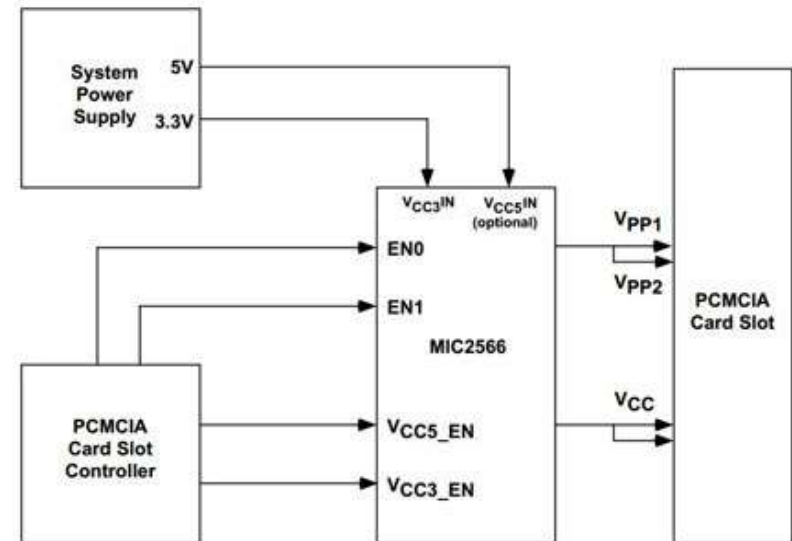 System
Power
Supply
5V
3.3V
VCC3IN
VCC5IN
(optional)
EN0
EN1
MIC2566
VCC5_EN
VCC3_EN
PCMCIA
Card Slot
Controller
VPP1
VPP2
VCC
PCMCIA
Card Slot